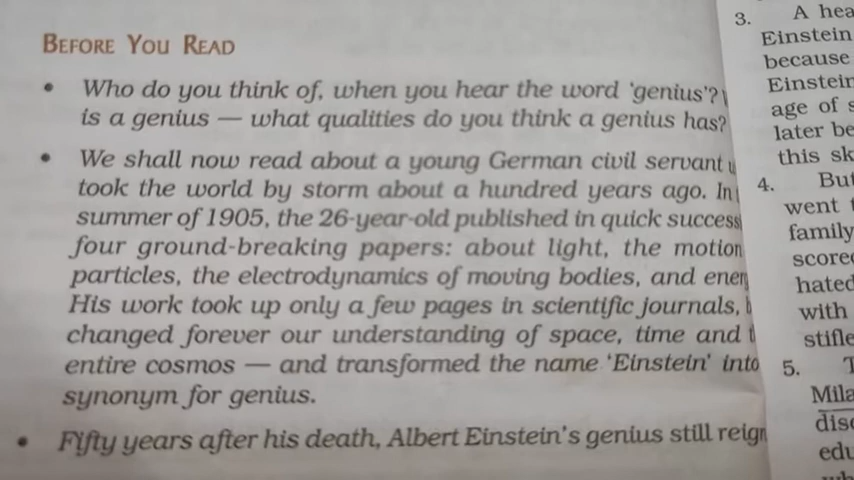 BEFORE YOU READ
• Who do you think of, when you hear the word 'genius'?
is a genius — what qualities do you think a genius has?
• We shall now read about a young German civil servant
took the world by storm about a hundred years ago. In
summer of 1905, the 26-year-old published in quick success
four ground-breaking papers: about light, the motion
particles, the electrodynamics of moving bodies, and ener
His work took up only a few pages in scientific journals,
changed forever our understanding of space, time and
entire cosmos — and transformed the name 'Einstein' into
synonym for genius.
• Fifty years after his death, Albert Einstein's genius still reign
3. A hea
Einstein
because
Einstein
age of s
later be
this sk
4. But
went t
family
scored
hated
with
stifle
5. T
Mila
disc
edu